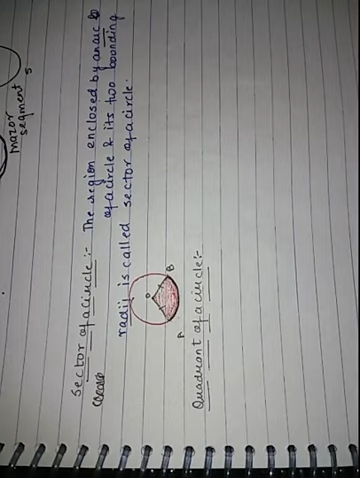 Major
segment
s
Sector of a circle :- The region enclosed by an arc &
of a circle & its two bounding
radii is called sector of a circle.
O
B
A
Quadrant of a circle :-